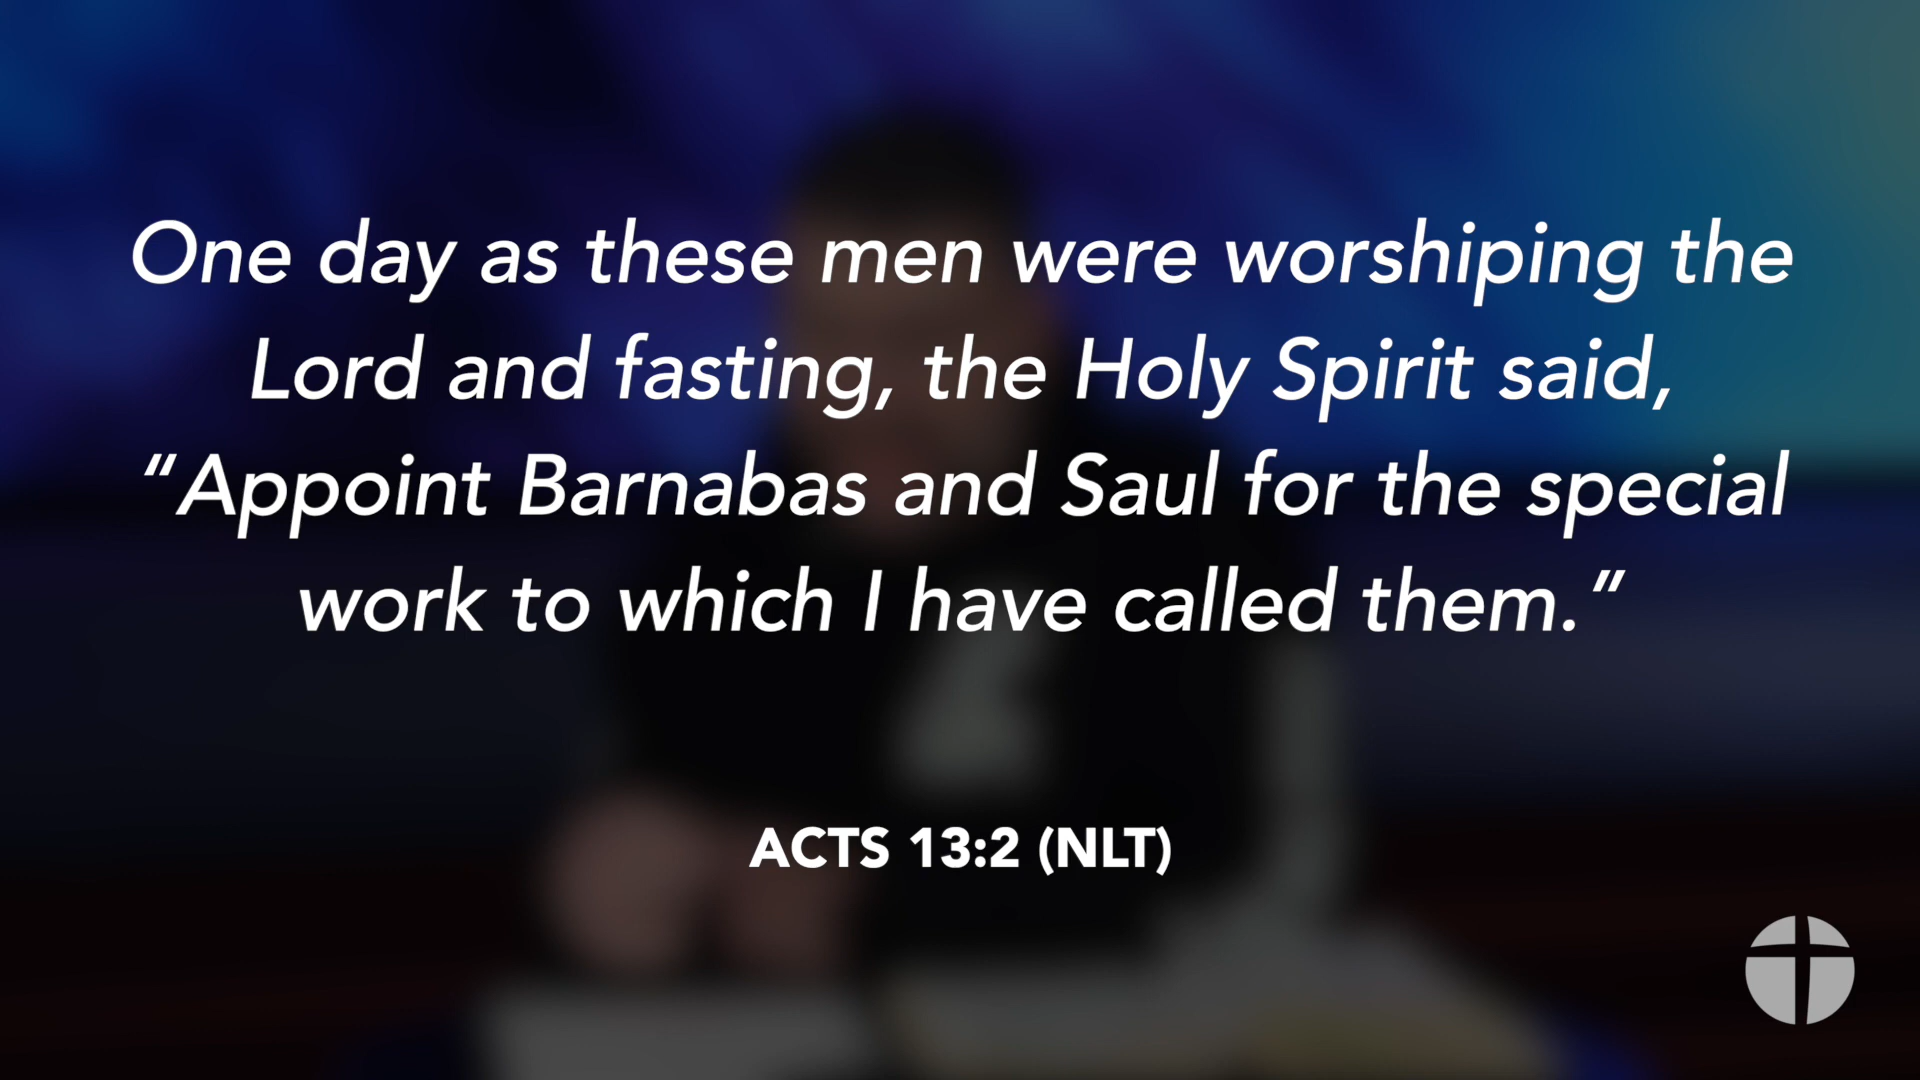 One day as these men were worshiping the
Lord and fasting, the Holy Spirit said,
“Appoint Barnabas and Saul for the special
work to which I have called them.”
ACTS 13:2 (NLT)